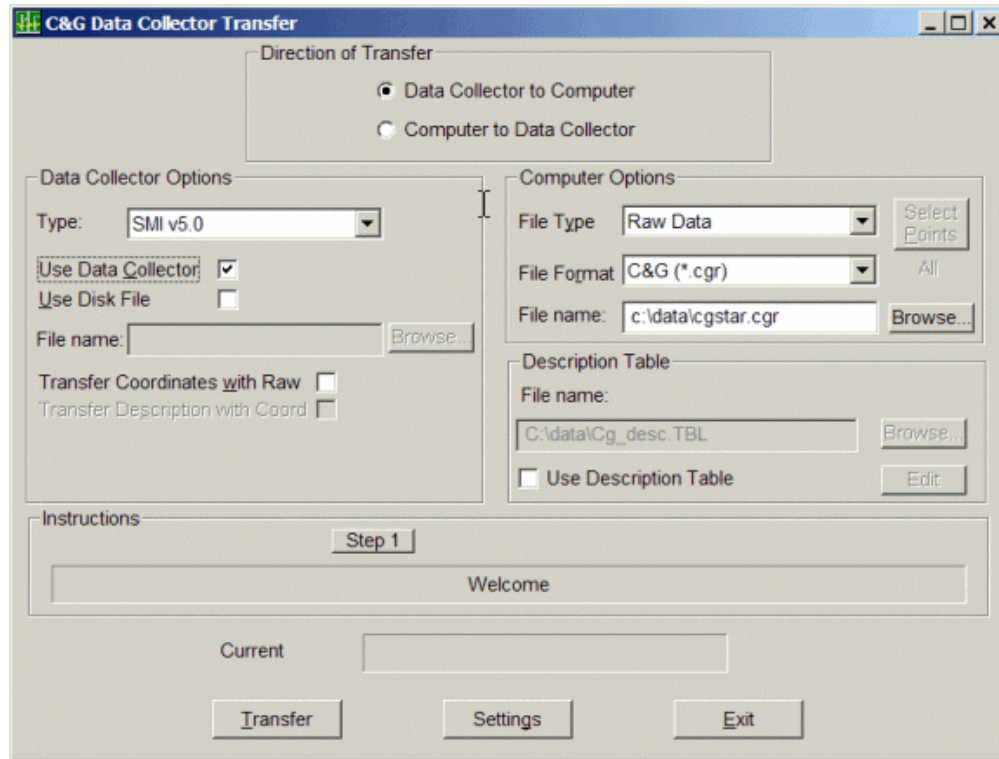 C&G Data Collector Transfer
Direction of Transfer
Data Collector to Computer
Computer to Data Collector
Data Collector Options
Type: SMI v5.0
Use Data Collector
Use Disk File
File name: Browse...
Transfer Coordinates with Raw
Transfer Description with Coord
Computer Options
File Type Raw Data Select Points
File Format C&G (*.cgr) All
File name: c:\data\cgstar.cgr Browse...
Description Table
File name:
C:\data\Cg_desc.TBL Browse...
Use Description Table Edit
Instructions
Step 1
Welcome
Current
Transfer Settings Exit